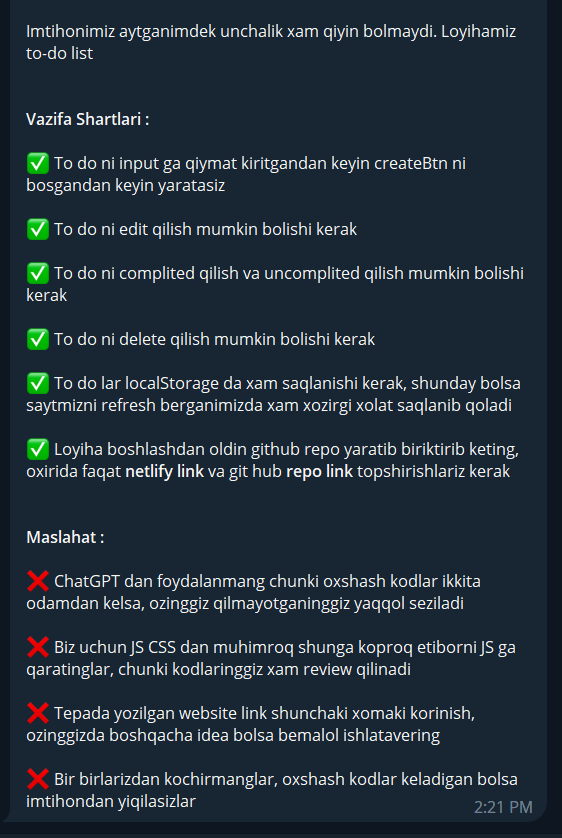 Imtihonimiz aytganimdek unchalik xam qiyin bolmaydi. Loyihamiz
to-do list
Vazifa Shartlari :
✅ To do ni input ga qiymat kiritgandan keyin createBtn ni
bosgandan keyin yaratasiz
✅ To do ni edit qilish mumkin bolishi kerak
✅ To do ni complited qilish va uncomplited qilish mumkin bolishi
kerak
✅ To do ni delete qilish mumkin bolishi kerak
✅ To do lar localStorage da xam saqlanishi kerak, shunday bolsa
saytmizni refresh berganimizda xam xozirgi xolat saqlanib qoladi
✅ Loyiha boshlashdan oldin github repo yaratib biriktirib keting,
oxirida faqat netlify link va git hub repo link topshirishlariz kerak
Maslahat :
❌ ChatGPT dan foydalanmang chunki oxshash kodlar ikkita
odamdan kelsa, ozinggiz qilmayotganinggiz yaqqol seziladi
❌ Biz uchun JS CSS dan muhimroq shunga koproq etiborni JS ga
qaratinglar, chunki kodlaringgiz xam review qilinadi
❌ Tepada yozilgan website link shunchaki xomaki korinish,
ozinggizda boshqacha idea bolsa bemalol ishlatavering
❌ Bir birlarizdan kochirmanglar, oxshash kodlar keladigan bolsa
imtihondan yiqilasizlar
2:21 PM